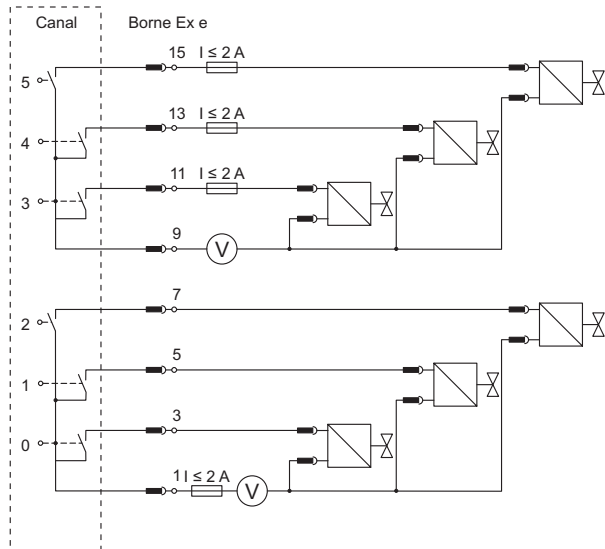 Canal Borne Ex e
15 I ≤ 2 A
5
13 I ≤ 2 A
4
11 I ≤ 2 A
3
9
V
7
2
5
1
3
0
1 I ≤ 2 A
V